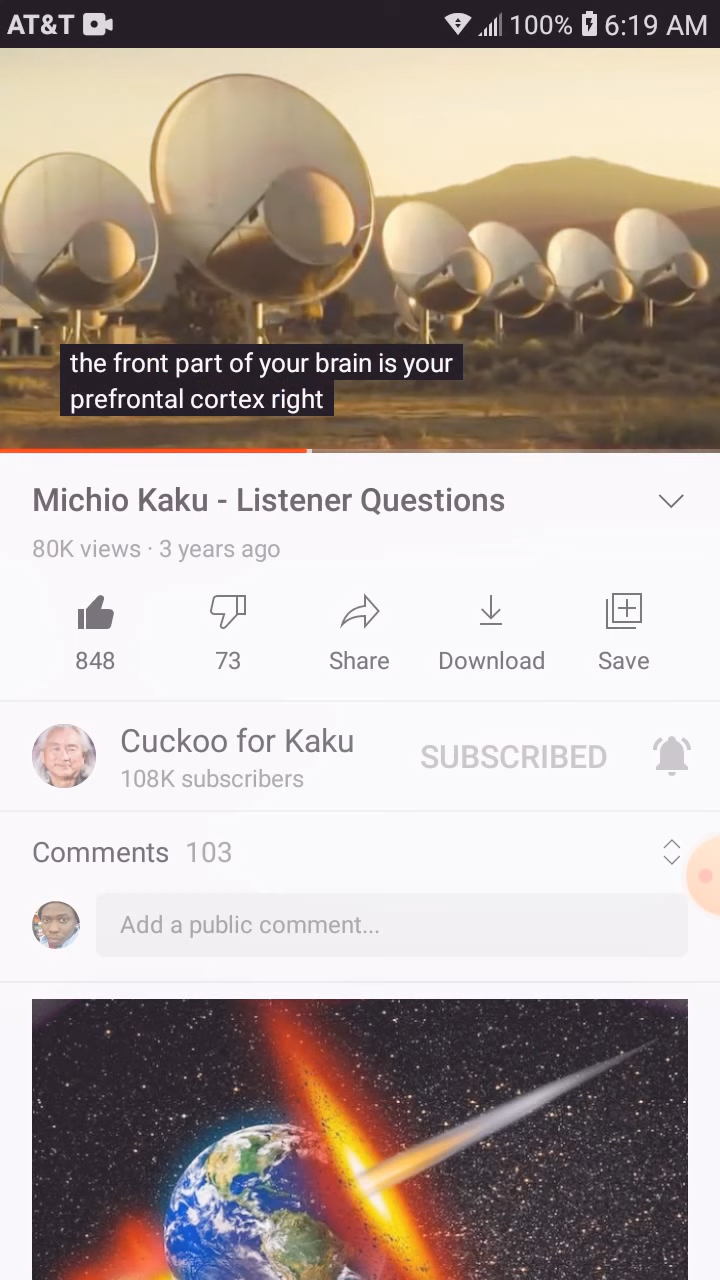 AT&T 100% 6:19 AM
the front part of your brain is your
prefrontal cortex right
Michio Kaku - Listener Questions
80K views · 3 years ago
848 73 Share Download Save
Cuckoo for Kaku
SUBSCRIBED
108K subscribers
Comments 103
Add a public comment...